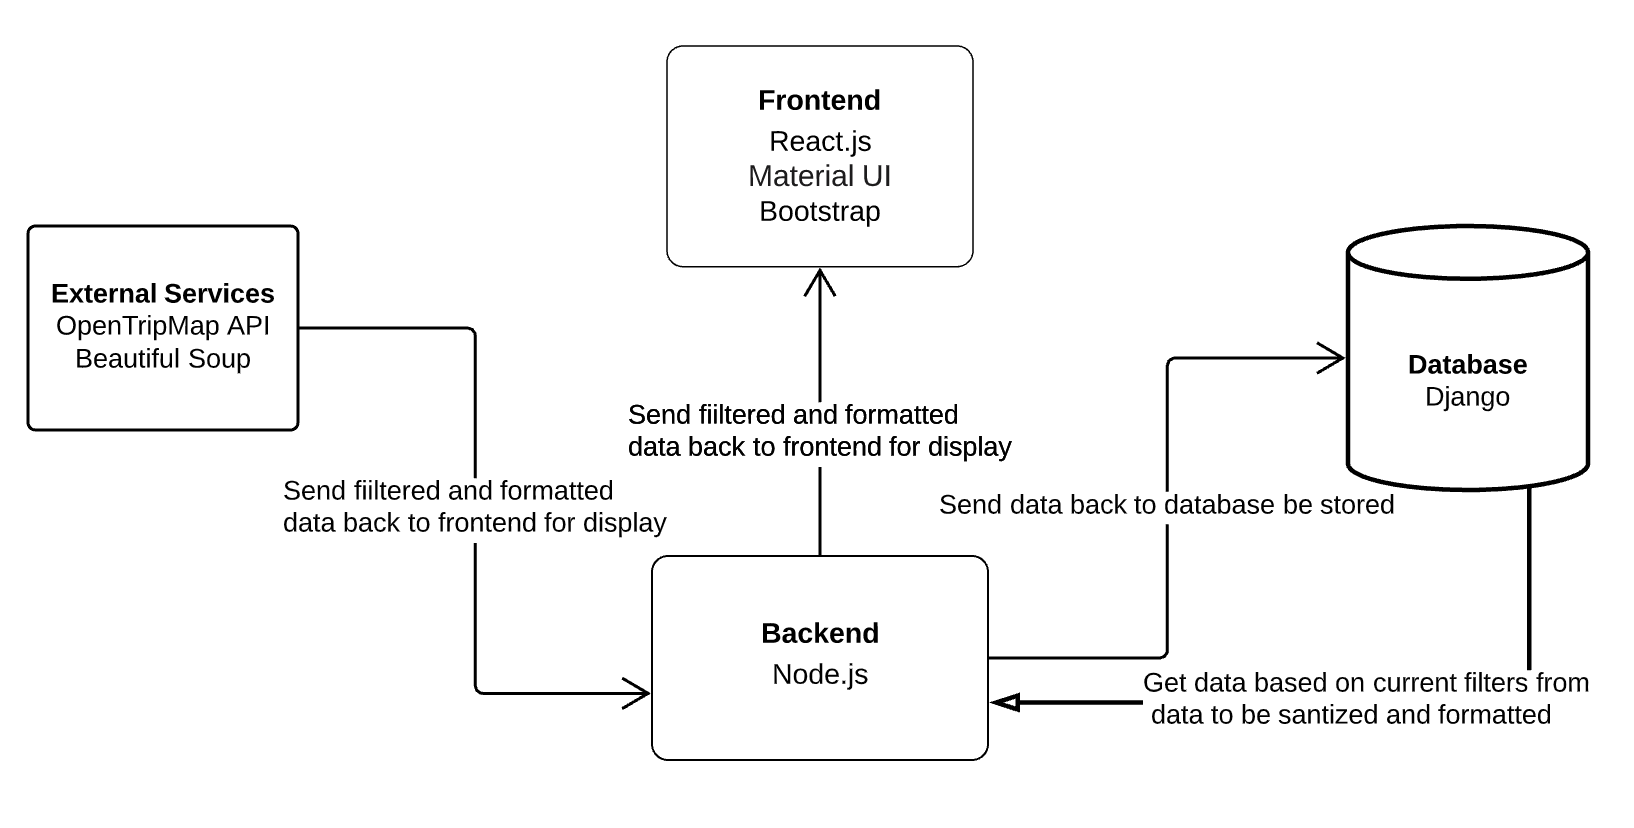 Frontend
React.js
Material UI
Bootstrap
External Services
OpenTripMap API
Beautiful Soup
Database
Django
Send fiiltered and formatted
data back to frontend for display
Send fiiltered and formatted
data back to frontend for display
Send data back to database be stored
Backend
Node.js
Get data based on current filters from
data to be santized and formatted